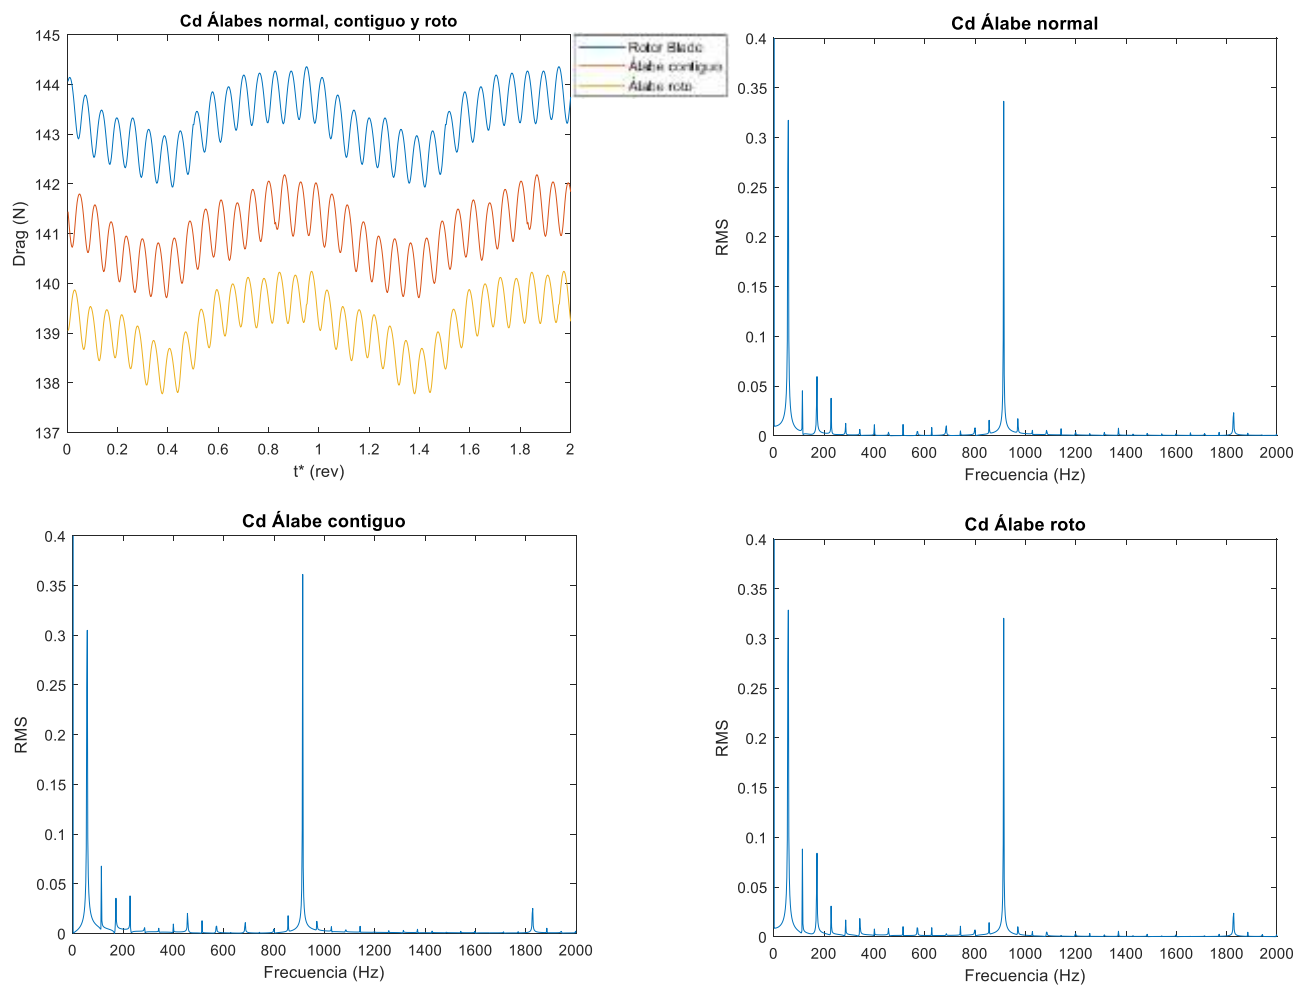 Cd Álabes normal, contiguo y roto
145
144
143
142
141
140
139
138
137
Drag (N)
0 0.2 0.4 0.6 0.8 1 1.2 1.4 1.6 1.8 2
t* (rev)
Rotor Blade
Álabe contiguo
Álabe roto
Cd Álabe normal
0.4
0.35
0.3
0.25
0.2
0.15
0.1
0.05
0
RMS
0 200 400 600 800 1000 1200 1400 1600 1800 2000
Frecuencia (Hz)
Cd Álabe contiguo
0.4
0.35
0.3
0.25
0.2
0.15
0.1
0.05
0
RMS
0 200 400 600 800 1000 1200 1400 1600 1800 2000
Frecuencia (Hz)
Cd Álabe roto
0.4
0.35
0.3
0.25
0.2
0.15
0.1
0.05
0
RMS
0 200 400 600 800 1000 1200 1400 1600 1800 2000
Frecuencia (Hz)